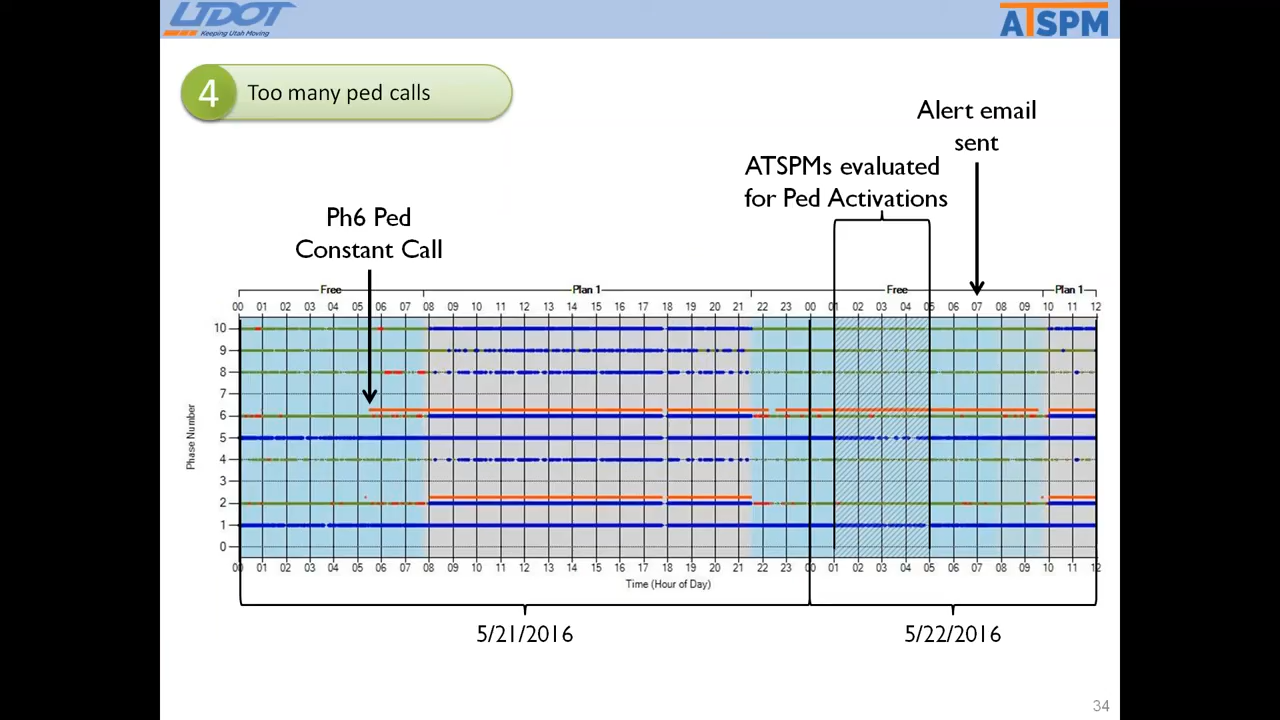 UDOT
Keeping Utah Moving
ATSPM
4 Too many ped calls
Alert email
sent
ATSPMs evaluated
for Ped Activations
Ph6 Ped
Constant Call
Free Plan 1 Free Plan 1
00 01 02 03 04 05 06 07 08 09 10 11 12 13 14 15 16 17 18 19 20 21 22 23 00 01 02 03 04 05 06 07 08 09 10 11 12
10
9
8
7
6
5
4
3
2
1
0
Phase Number
00 01 02 03 04 05 06 07 08 09 10 11 12 13 14 15 16 17 18 19 20 21 22 23 00 01 02 03 04 05 06 07 08 09 10 11 12
Time (Hour of Day)
5/21/2016 5/22/2016
34